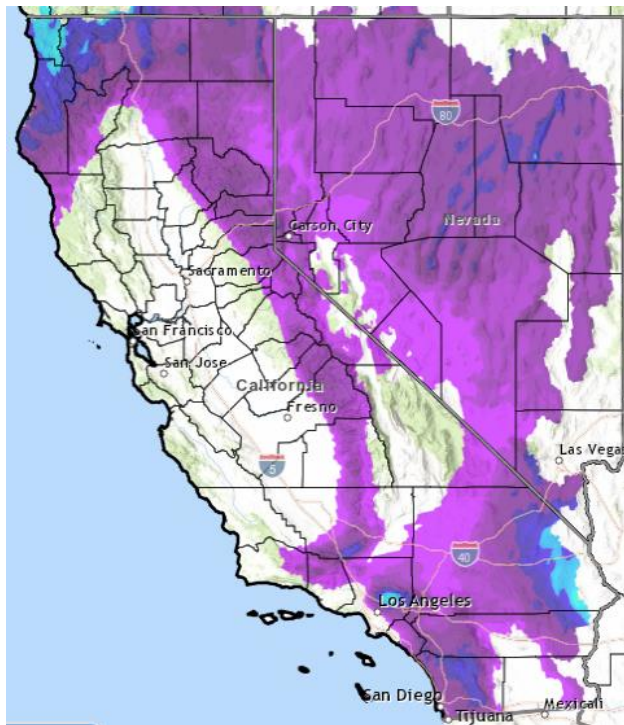 80
Nevada
Carson City
Sacramento
San Francisco
San Jose
California
Fresno
5
Las Vegas
40
Los Angeles
San Diego
Tijuana
Mexicali